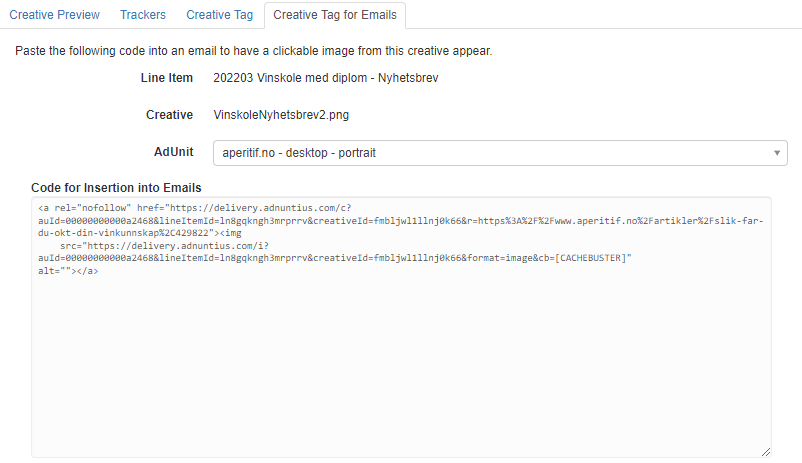 Creative Preview Trackers Creative Tag Creative Tag for Emails
Paste the following code into an email to have a clickable image from this creative appear.
Line Item 202203 Vinskole med diplom - Nyhetsbrev
Creative VinskoleNyhetsbrev2.png
AdUnit aperitif.no - desktop - portrait
Code for Insertion into Emails
<a rel="nofollow" href="https://delivery.adnuntius.com/c?
auId=00000000000a2468&lineItemId=ln8gqkngh3mrprrv&creativeId=fmbljwl1llnj0k66&r=https%3A%2F%2Fwww.aperitif.no%2Fartikler%2Fslik-far-
du-okt-din-vinkunnskap%2C429822"><img
src="https://delivery.adnuntius.com/i?
auId=00000000000a2468&lineItemId=ln8gqkngh3mrprrv&creativeId=fmbljwl1llnj0k66&format=image&cb=[CACHEBUSTER]"
alt=""></a>